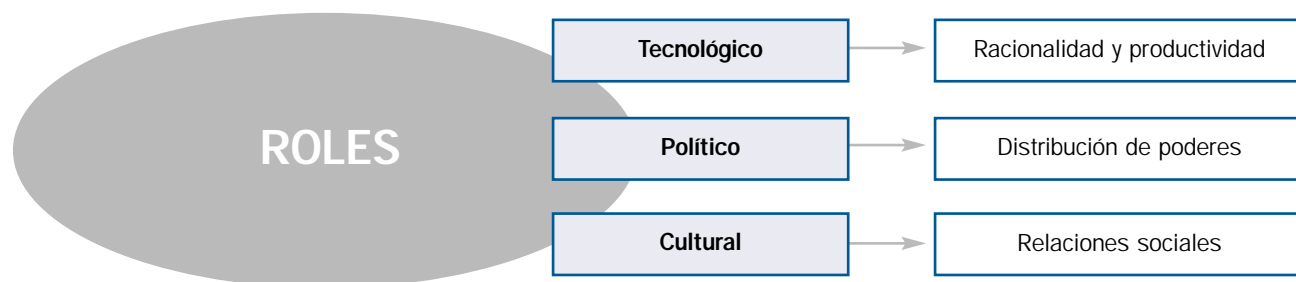 ROLES
Tecnológico
Racionalidad y productividad
Político
Distribución de poderes
Cultural
Relaciones sociales